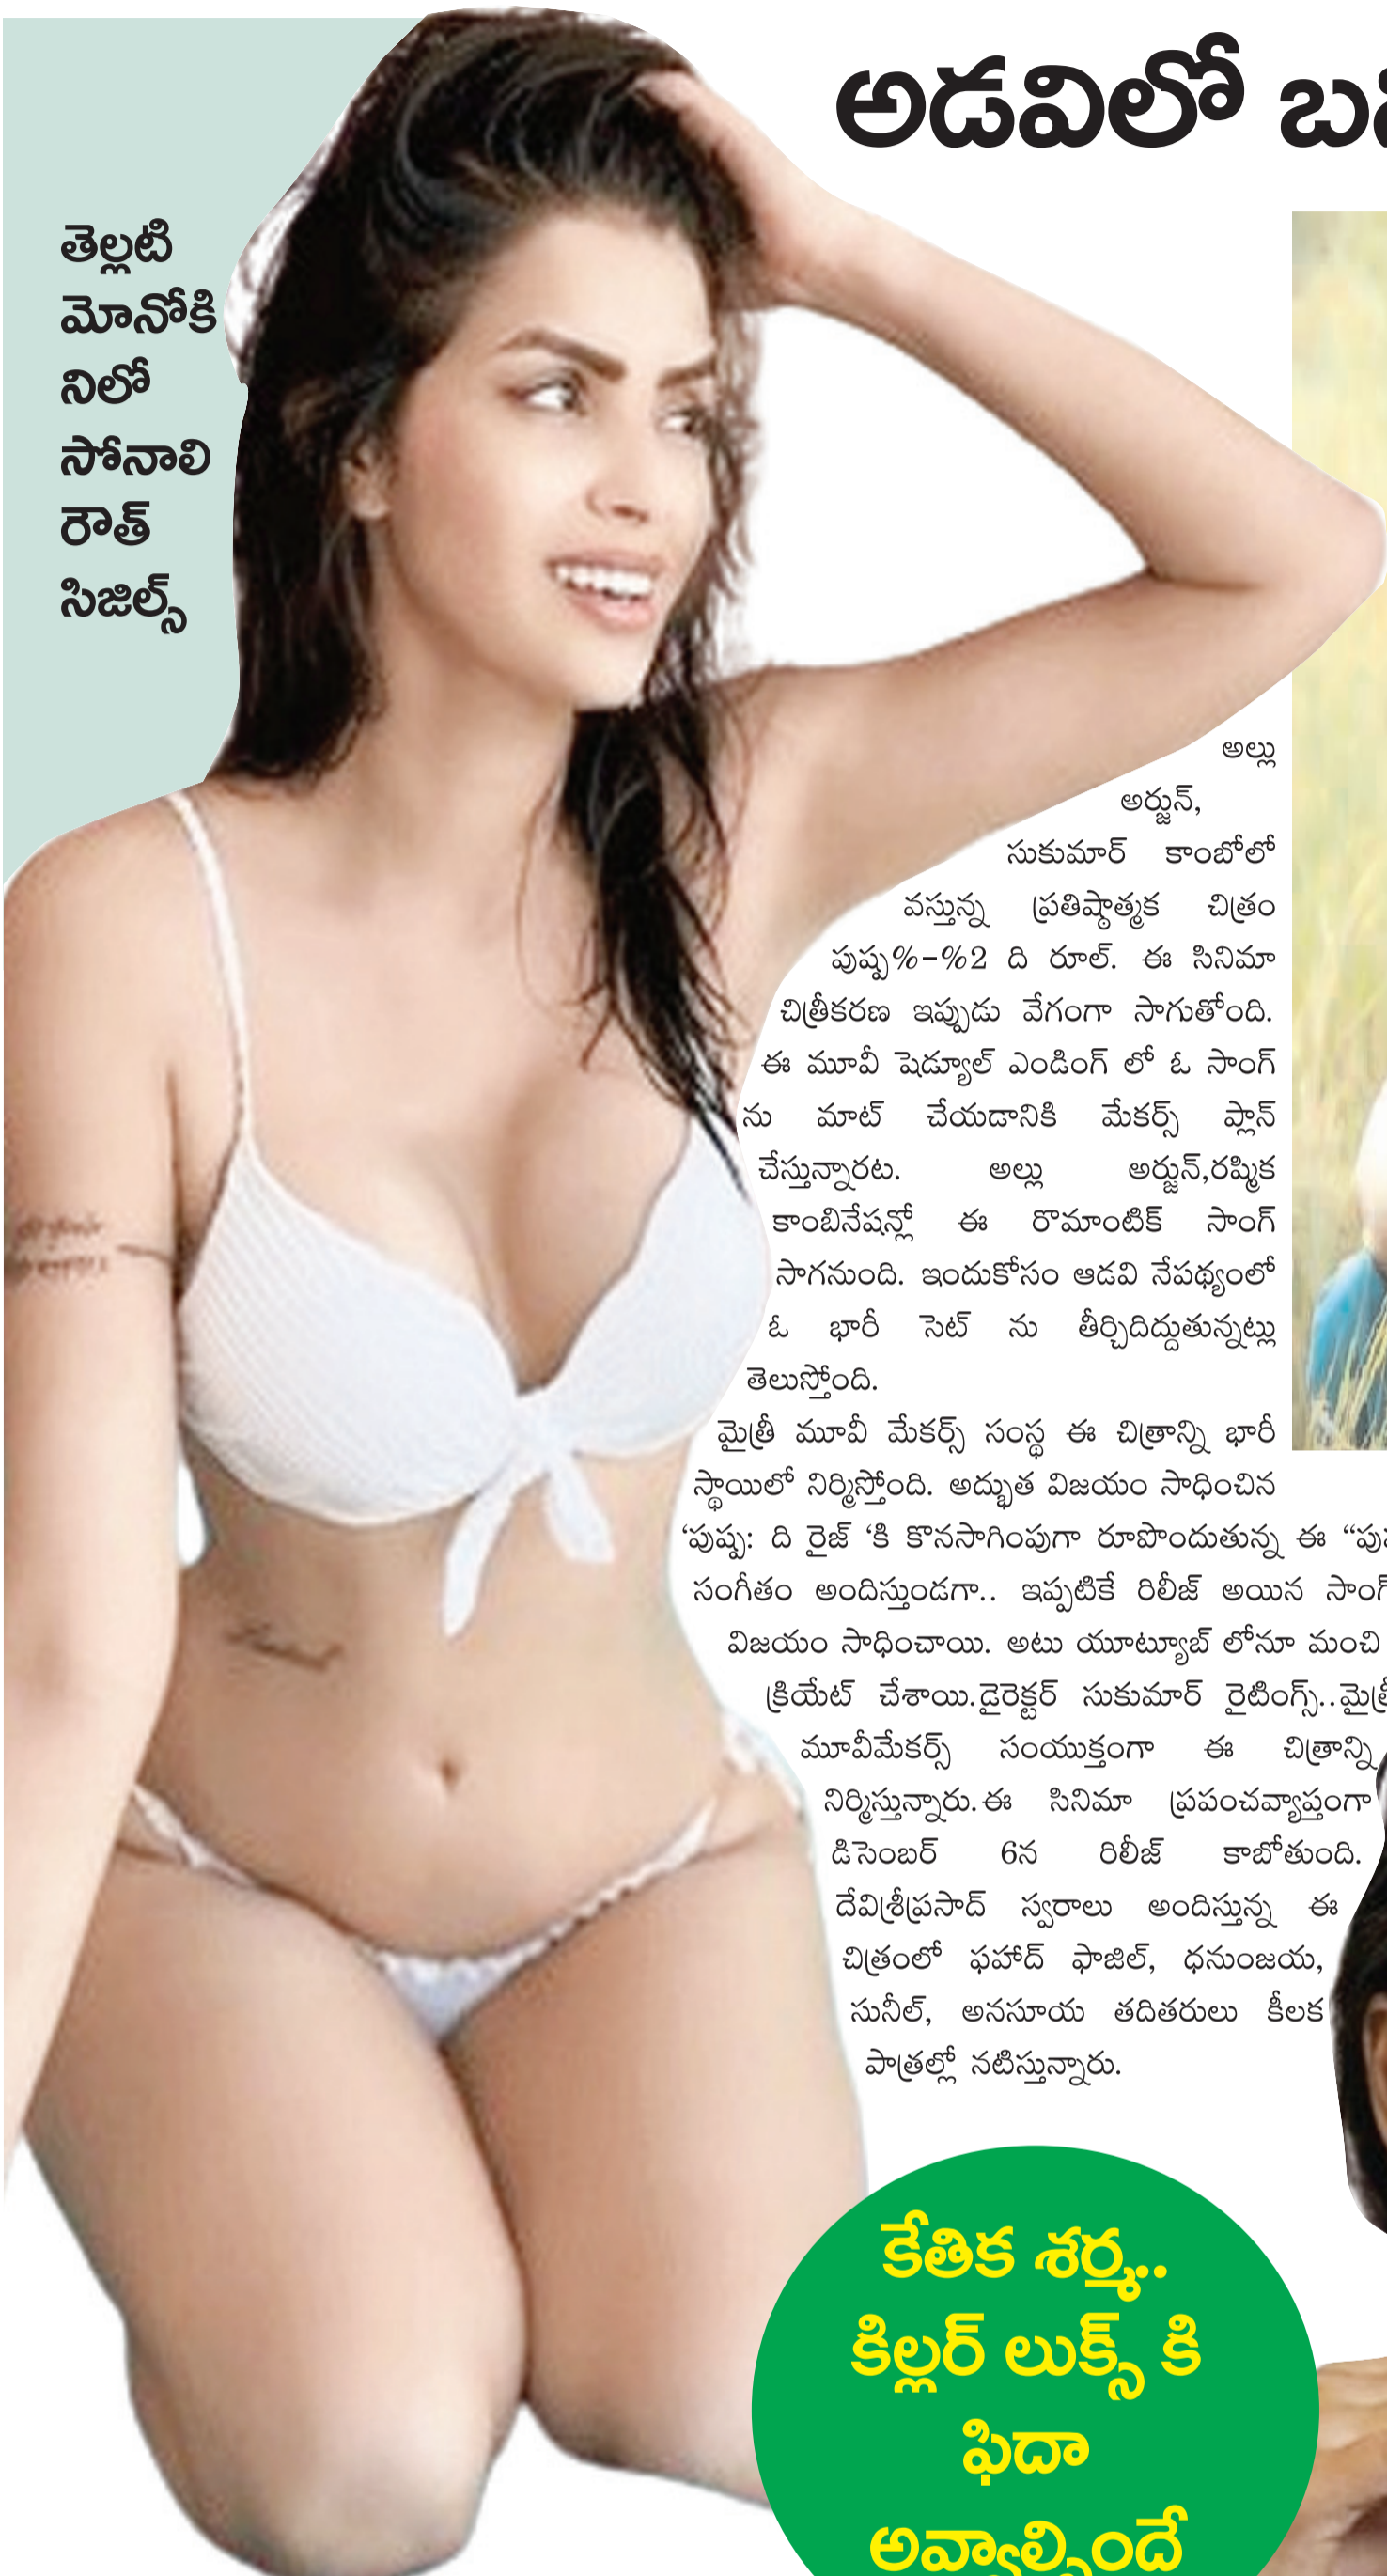 అడవిలో
తెల్లటి
మోనోకి
నిలో
సోనాలి
రౌత్
సిజిల్స్
అల్లు
అర్జున్,
సుకుమార్ కాంబోలో
వస్తున్న ప్రతిష్ఠాత్మక చిత్రం
పుష్ప%-%2 ది రూల్. ఈ సినిమా
చిత్రీకరణ ఇప్పుడు వేగంగా సాగుతోంది.
ఈ మూవీ షెడ్యూల్ ఎండింగ్ లో ఓ సాంగ్
ను మాట్ చేయడానికి మేకర్స్ ప్లాన్
చేస్తున్నారట. అల్లు అర్జున్,రష్మిక
కాంబినేషన్లో ఈ రొమాంటిక్ సాంగ్
సాగనుంది. ఇందుకోసం ఆడవి నేపథ్యంలో
ఓ భారీ సెట్ ను తీర్చిదిద్దుతున్నట్లు
తెలుస్తోంది.
మైత్రీ మూవీ మేకర్స్ సంస్థ ఈ చిత్రాన్ని భారీ
స్థాయిలో నిర్మిస్తోంది. అద్భుత విజయం సాధించిన
‘పుష్ప: ది రైజ్ ‘కి కొనసాగింపుగా రూపొందుతున్న ఈ
సంగీతం అందిస్తుండగా.. ఇప్పటికే రిలీజ్ అయిన సాంగ్
విజయం సాధించాయి. అటు యూట్యూబ్ లోనూ మంచి
క్రియేట్ చేశాయి.డైరెక్టర్ సుకుమార్ రైటింగ్స్..మైత్రీ
మూవీమేకర్స్ సంయుక్తంగా ఈ చిత్రాన్ని
నిర్మిస్తున్నారు.ఈ సినిమా ప్రపంచవ్యాప్తంగా
డిసెంబర్ 6న రిలీజ్ కాబోతుంది.
దేవిశ్రీప్రసాద్ స్వరాలు అందిస్తున్న ఈ
చిత్రంలో ఫహాద్ ఫాజిల్, ధనుంజయ,
సునీల్, అనసూయ తదితరులు కీలక
పాత్రల్లో నటిస్తున్నారు.
కేతిక శర్మ..
కిల్లర్ లుక్స్ కి
ఫిదా
అవ్వాల్సిందే